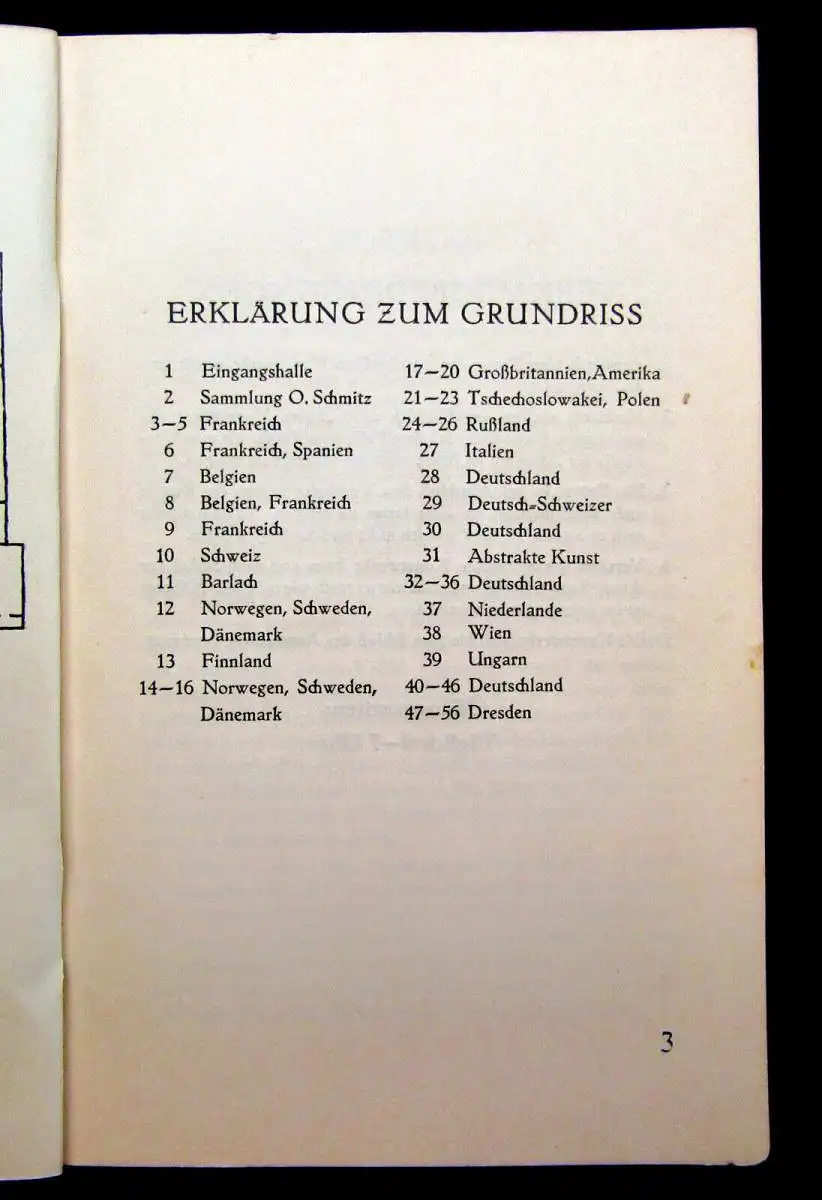 ERKLÄRUNG ZUM GRUNDRISS
1 Eingangshalle
2 Sammlung O. Schmitz
3—5 Frankreich
6 Frankreich, Spanien
7 Belgien
8 Belgien, Frankreich
9 Frankreich
10 Schweiz
11 Barlach
12 Norwegen, Schweden,
Dänemark
13 Finnland
14—16 Norwegen, Schweden,
Dänemark
17—20 Großbritannien, Amerika
21—23 Tschechoslowakei, Polen
24—26 Rußland
27 Italien
28 Deutschland
29 Deutsch=Schweizer
30 Deutschland
31 Abstrakte Kunst
32—36 Deutschland
37 Niederlande
38 Wien
39 Ungarn
40—46 Deutschland
47—56 Dresden
3